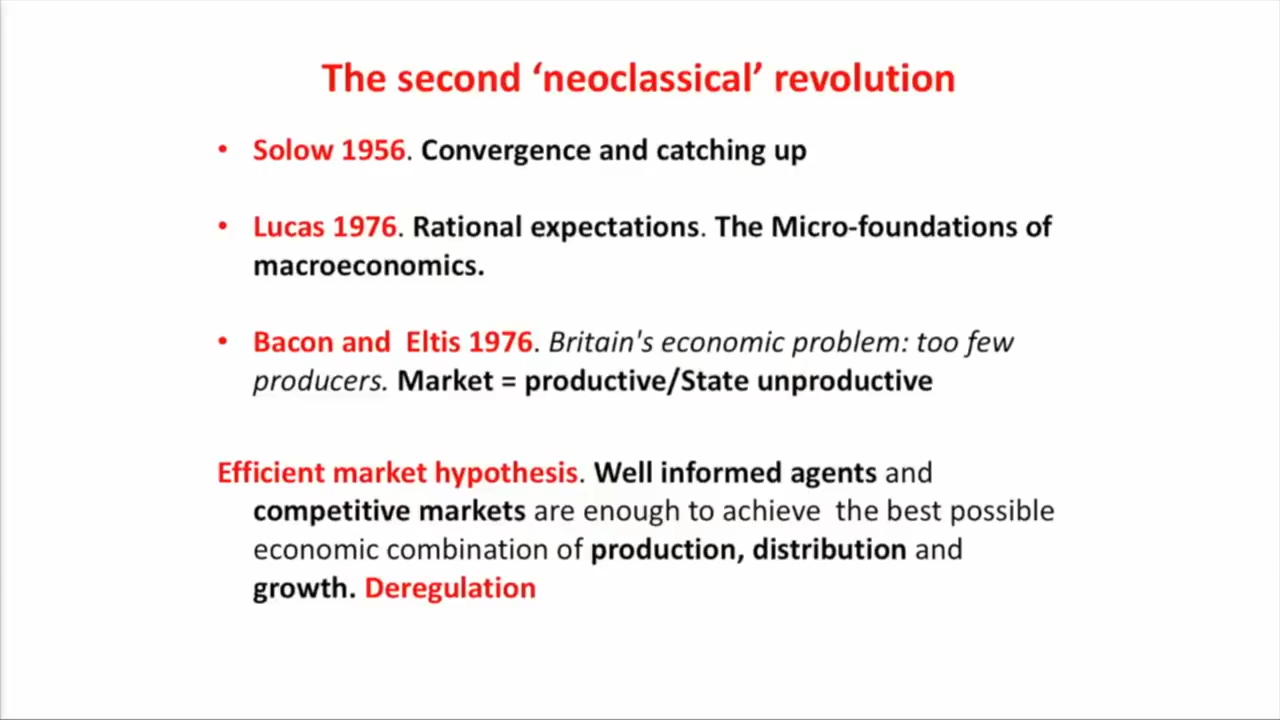 The second ‘neoclassical’ revolution
• Solow 1956. Convergence and catching up
• Lucas 1976. Rational expectations. The Micro-foundations of
macroeconomics.
• Bacon and Eltis 1976. Britain's economic problem: too few
producers. Market = productive/State unproductive
Efficient market hypothesis. Well informed agents and
competitive markets are enough to achieve the best possible
economic combination of production, distribution and
growth. Deregulation